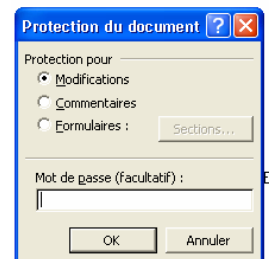 Protection du document
Protection pour
Modifications
Commentaires
Formulaires :
Sections...
Mot de passe (facultatif) :
E
OK
Annuler